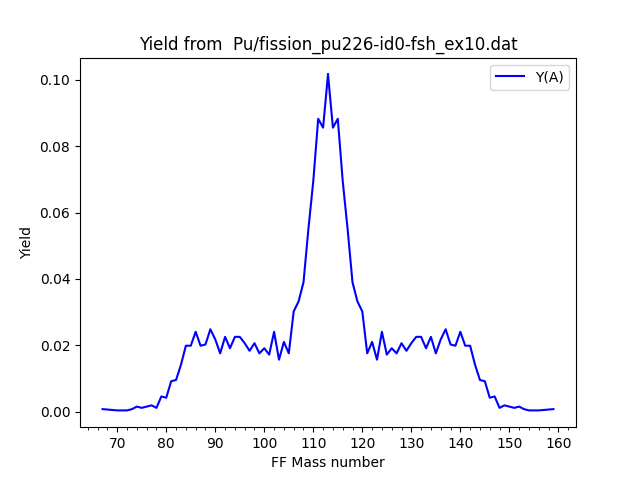 Yield from  Pu/fission_pu226-id0-fsh_ex10.dat
Y(A)
0.10
0.08
0.06
0.04
0.02
0.00
Yield
70 80 90 100 110 120 130 140 150 160
FF Mass number